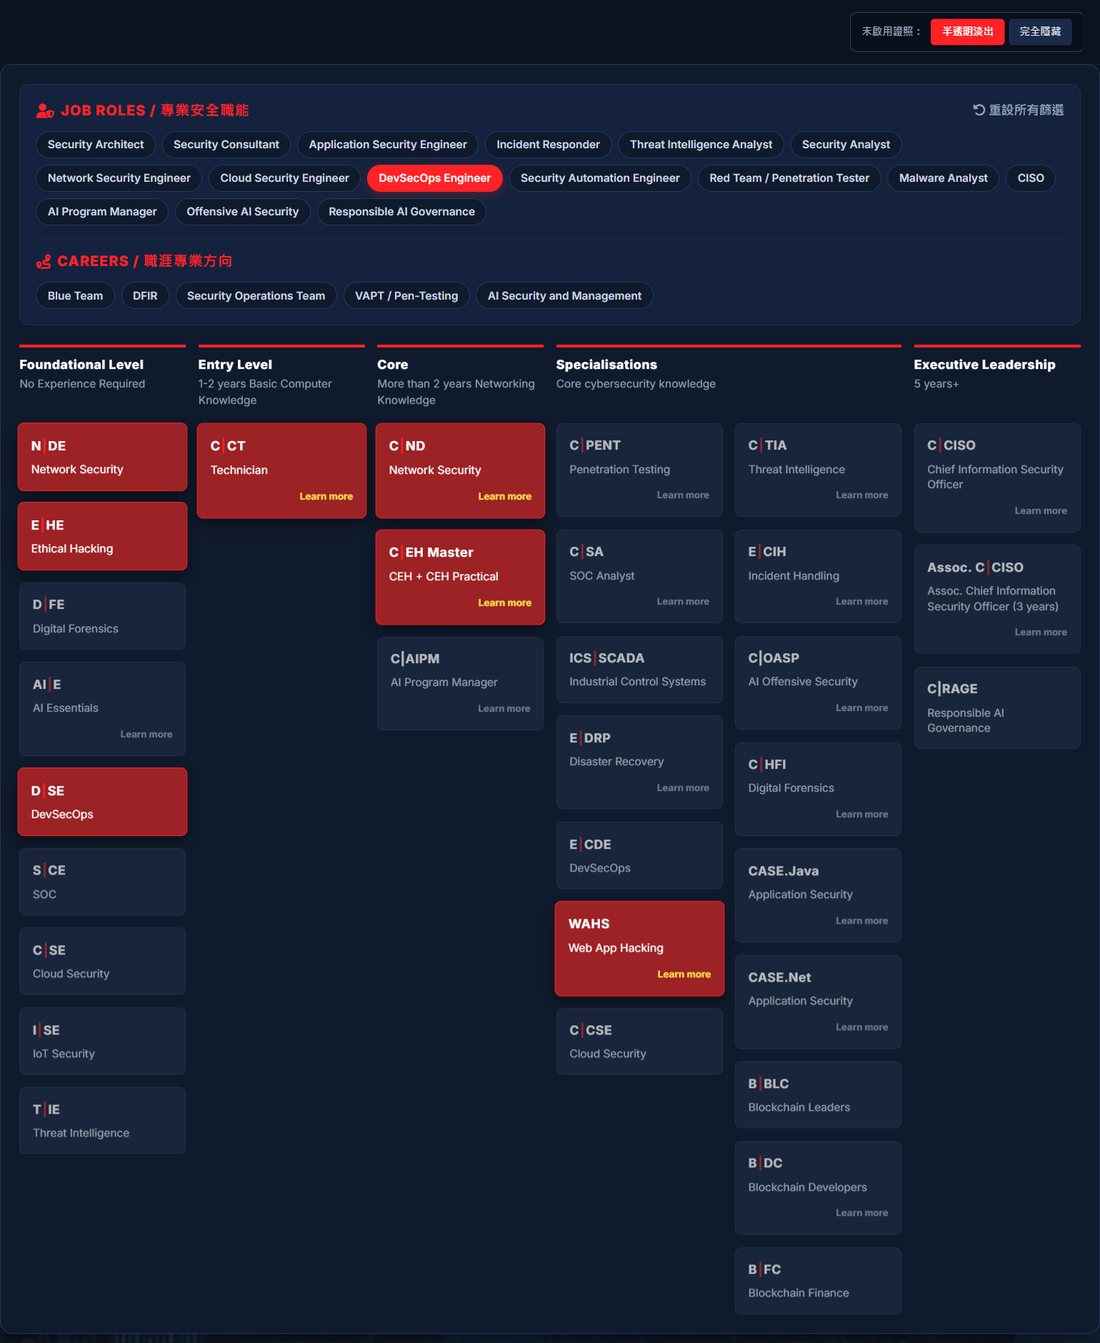 未啟用證照：
半透明淡出
完全隱藏
JOB ROLES / 專業安全職能
重設所有篩選
Security Architect
Security Consultant
Application Security Engineer
Incident Responder
Threat Intelligence Analyst
Security Analyst
Network Security Engineer
Cloud Security Engineer
DevSecOps Engineer
Security Automation Engineer
Red Team / Penetration Tester
Malware Analyst
CISO
AI Program Manager
Offensive AI Security
Responsible AI Governance
CAREERS / 職涯專業方向
Blue Team
DFIR
Security Operations Team
VAPT / Pen-Testing
AI Security and Management
Foundational Level
No Experience Required
N|DE
Network Security
E|HE
Ethical Hacking
D|FE
Digital Forensics
AI|E
AI Essentials
Learn more
D|SE
DevSecOps
S|CE
SOC
C|SE
Cloud Security
I|SE
IoT Security
T|IE
Threat Intelligence
Entry Level
1-2 years Basic Computer
Knowledge
C|CT
Technician
Learn more
Core
More than 2 years Networking
Knowledge
C|ND
Network Security
Learn more
C|EH Master
CEH + CEH Practical
Learn more
C|AIPM
AI Program Manager
Learn more
Specialisations
Core cybersecurity knowledge
C|PENT
Penetration Testing
Learn more
C|SA
SOC Analyst
Learn more
ICS|SCADA
Industrial Control Systems
E|DRP
Disaster Recovery
Learn more
E|CDE
DevSecOps
WAHS
Web App Hacking
Learn more
C|CSE
Cloud Security
C|TIA
Threat Intelligence
Learn more
E|CIH
Incident Handling
Learn more
C|OASP
AI Offensive Security
Learn more
C|HFI
Digital Forensics
Learn more
CASE.Java
Application Security
Learn more
CASE.Net
Application Security
Learn more
B|BLC
Blockchain Leaders
B|DC
Blockchain Developers
Learn more
B|FC
Blockchain Finance
Executive Leadership
5 years+
C|CISO
Chief Information Security
Officer
Learn more
Assoc. C|CISO
Assoc. Chief Information
Security Officer (3 years)
Learn more
C|RAGE
Responsible AI
Governance